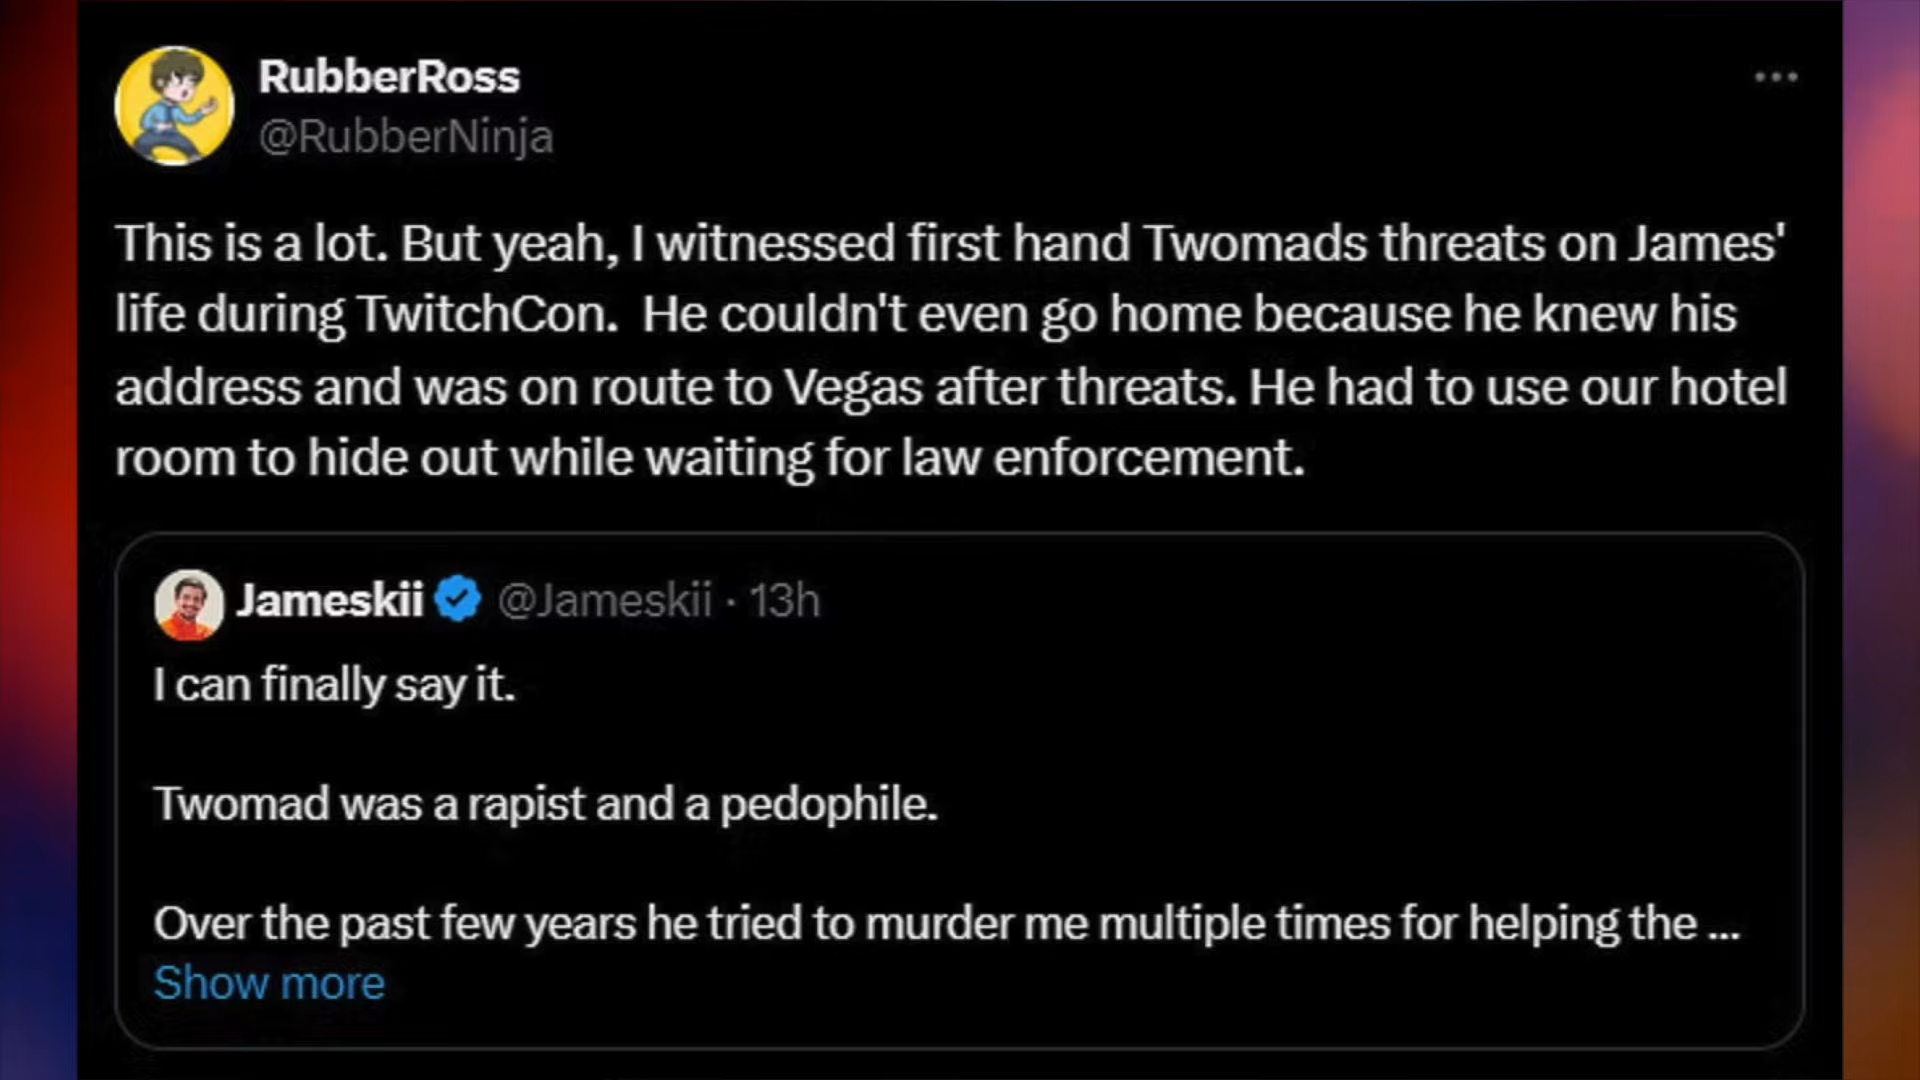 RubberRoss
@RubberNinja
This is a lot. But yeah, I witnessed first hand Twomads threats on James'
life during TwitchCon.  He couldn't even go home because he knew his
address and was on route to Vegas after threats. He had to use our hotel
room to hide out while waiting for law enforcement.
Jameskii @Jameskii · 13h
I can finally say it.
Twomad was a rapist and a pedophile.
Over the past few years he tried to murder me multiple times for helping the ...
Show more